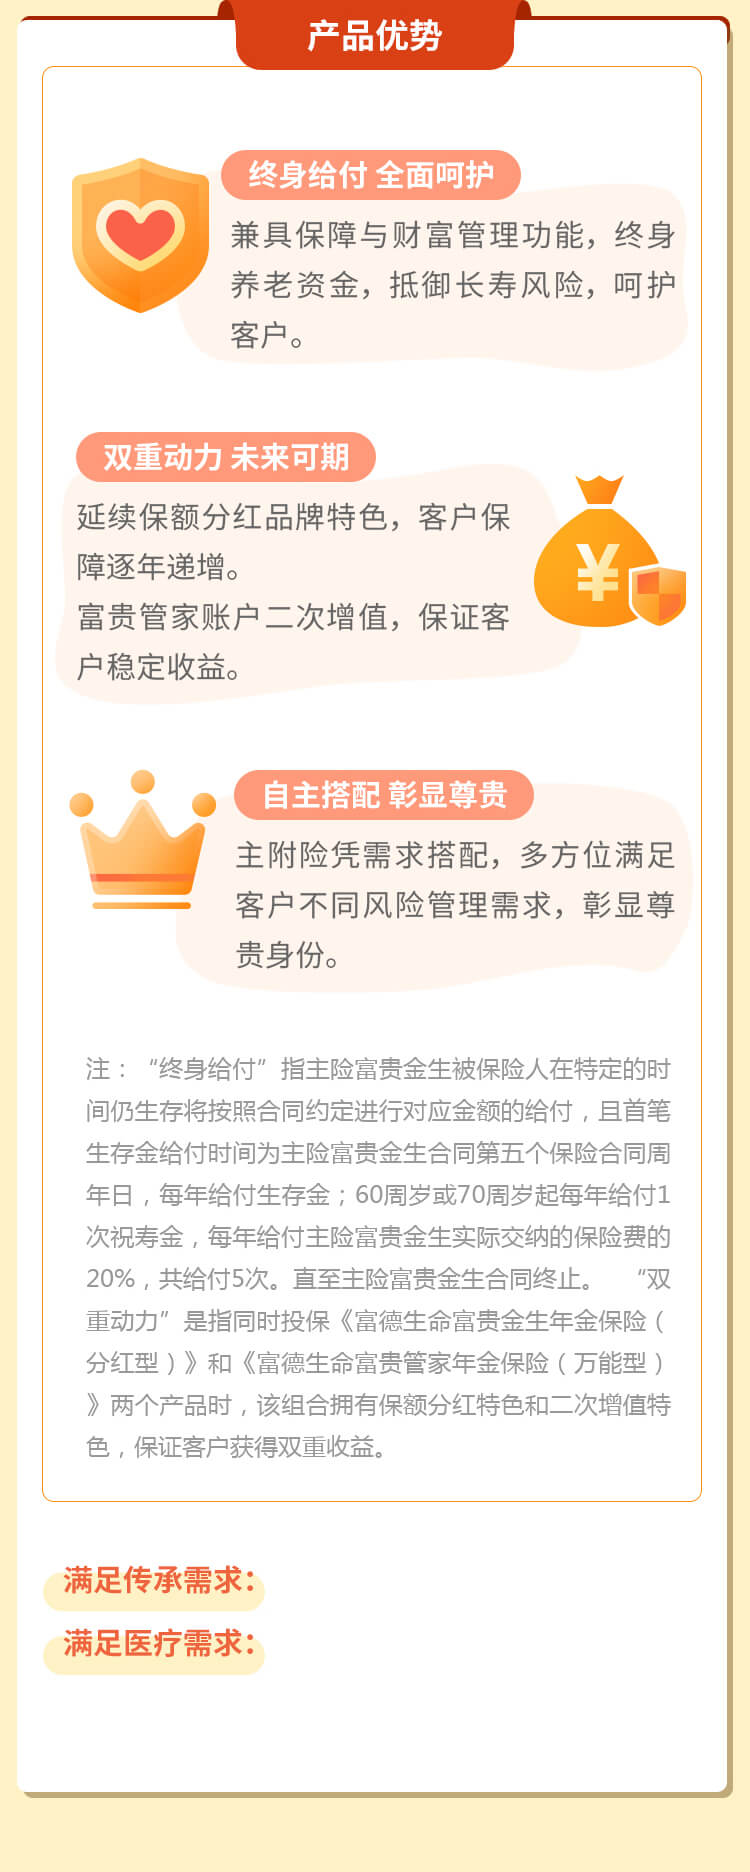 产品优势
终身给付 全面呵护
兼具保障与财富管理功能，终身
养老资金，抵御长寿风险，呵护
客户。
双重动力 未来可期
延续保额分红品牌特色，客户保
障逐年递增。
富贵管家账户二次增值，保证客
户稳定收益。
¥
自主搭配 彰显尊贵
主附险凭需求搭配，多方位满足
客户不同风险管理需求，彰显尊
贵身份。
注：“终身给付”指主险富贵金生被保险人在特定的时
间仍生存将按照合同约定进行对应金额的给付，且首笔
生存金给付时间为主险富贵金生合同第五个保险合同周
年日，每年给付生存金；60周岁或70周岁起每年给付1
次祝寿金，每年给付主险富贵金生实际交纳的保险费的
20%，共给付5次。直至主险富贵金生合同终止。 “双
重动力”是指同时投保《富德生命富贵金生年金保险（
分红型）》和《富德生命富贵管家年金保险（万能型）
》两个产品时，该组合拥有保额分红特色和二次增值特
色，保证客户获得双重收益。
满足传承需求：
满足医疗需求：